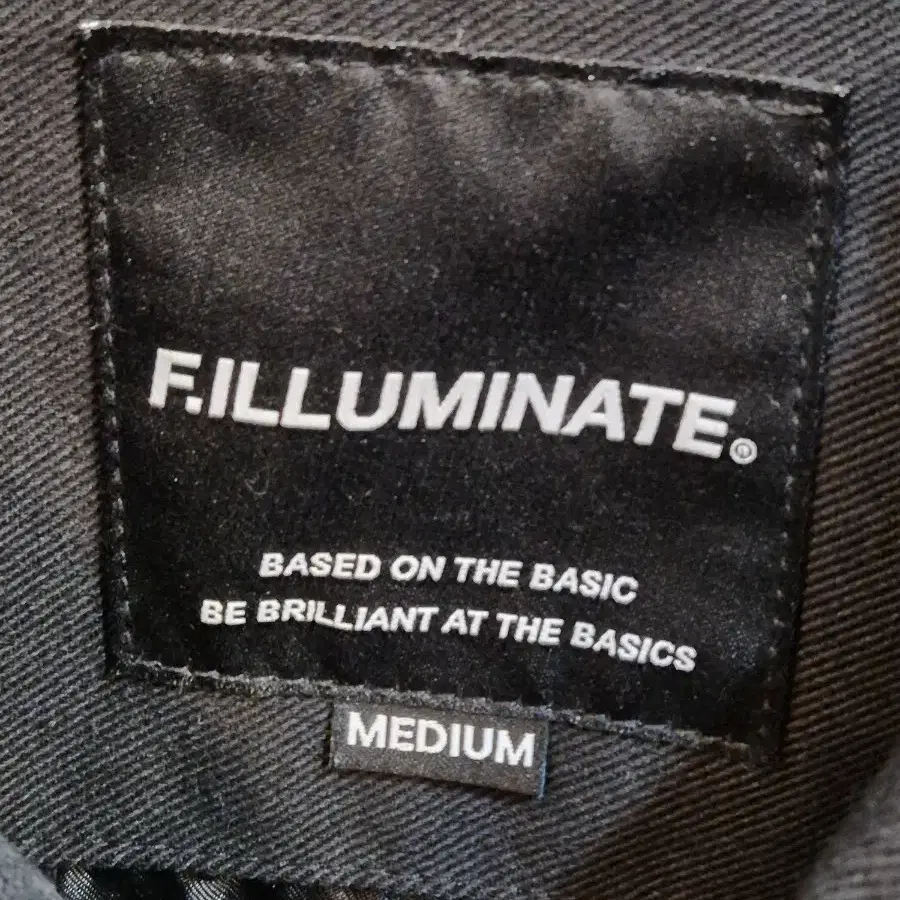 F.ILLUMINATE®
BASED ON THE BASIC
BE BRILLIANT AT THE BASICS
MEDIUM